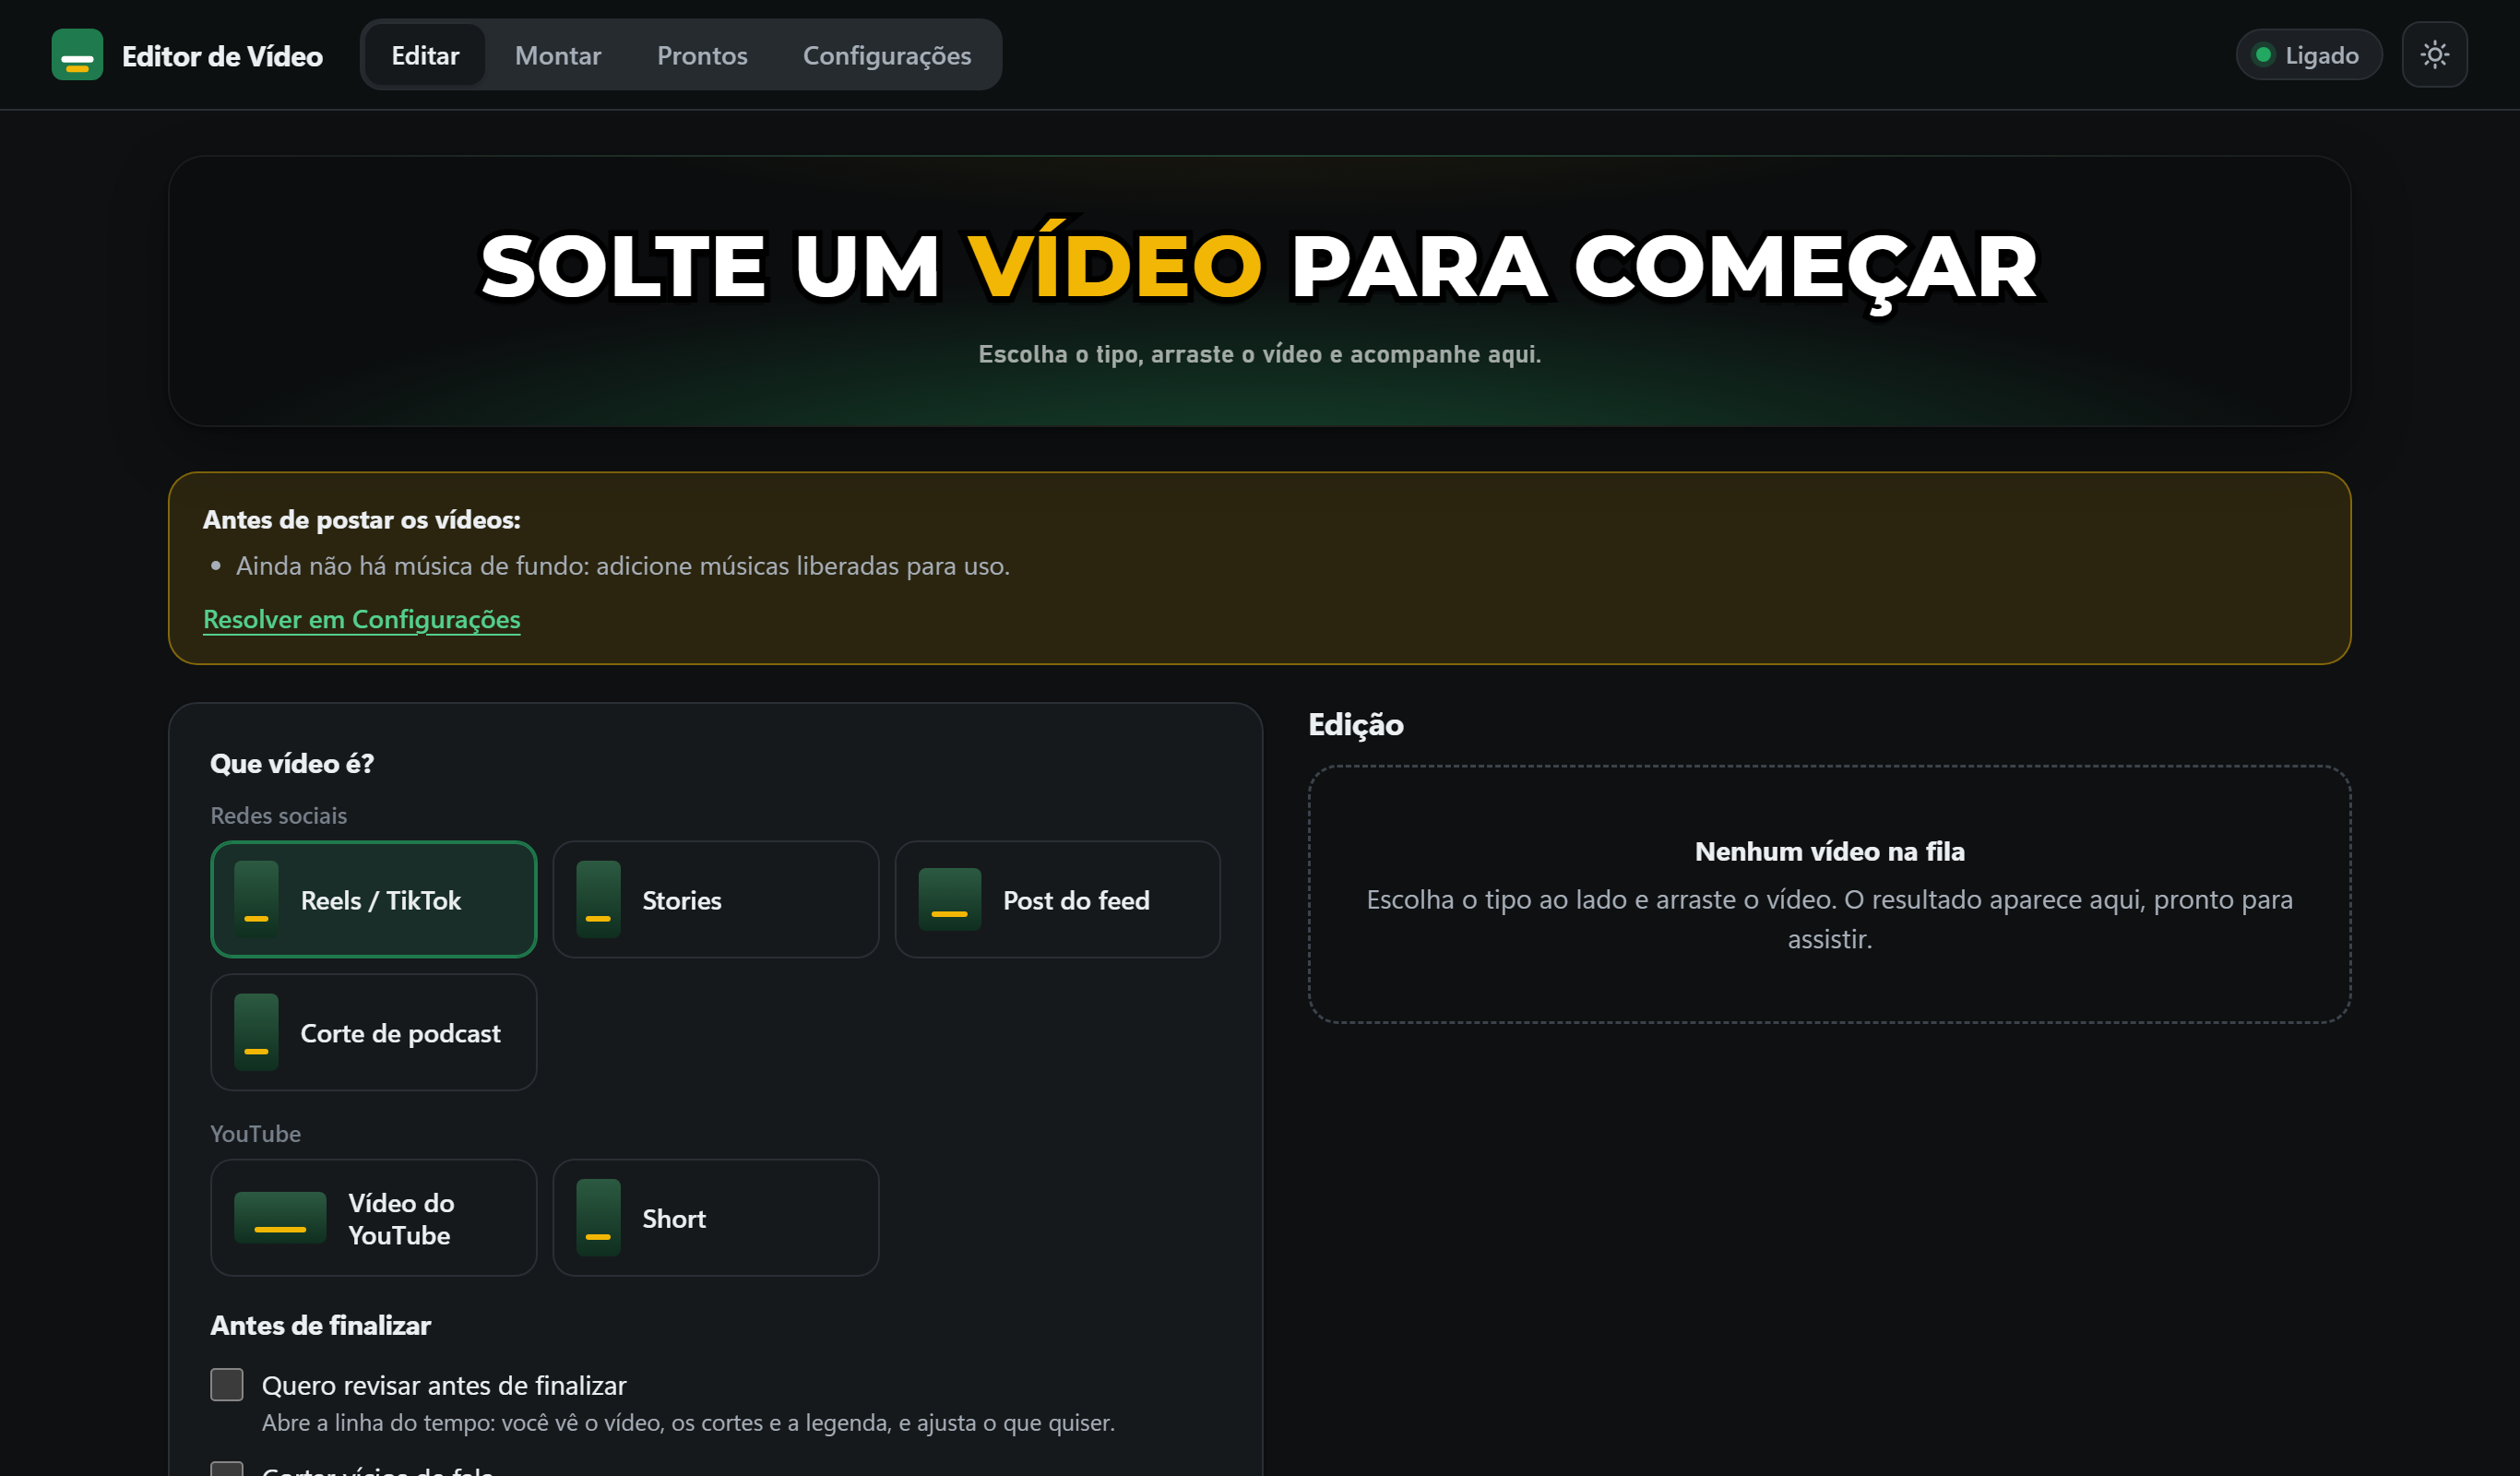 Editor de Vídeo
Editar
Montar
Prontos
Configurações
Ligado
SOLTE UM VÍDEO PARA COMEÇAR
Escolha o tipo, arraste o vídeo e acompanhe aqui.
Antes de postar os vídeos:
Ainda não há música de fundo: adicione músicas liberadas para uso.
Resolver em Configurações
Que vídeo é?
Redes sociais
Reels / TikTok
Stories
Post do feed
Corte de podcast
YouTube
Vídeo do
YouTube
Short
Antes de finalizar
Quero revisar antes de finalizar
Abre a linha do tempo: você vê o vídeo, os cortes e a legenda, e ajusta o que quiser.
Cortar vícios de fala
Edição
Nenhum vídeo na fila
Escolha o tipo ao lado e arraste o vídeo. O resultado aparece aqui, pronto para
assistir.